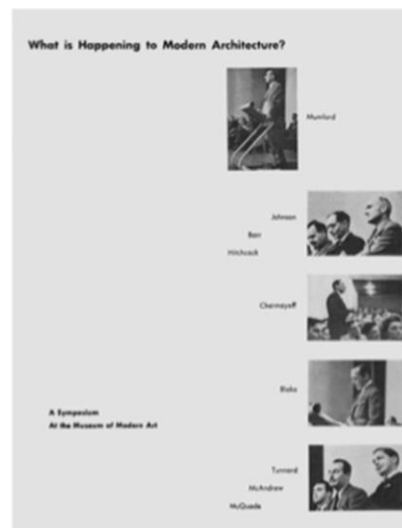 What is Happening to Modern Architecture?
Mumford
Johnson
Barr
Hitchcock
Chermayeff
Blake
A Symposium
At the Museum of Modern Art
Tunnard
McAndrew
McQuade